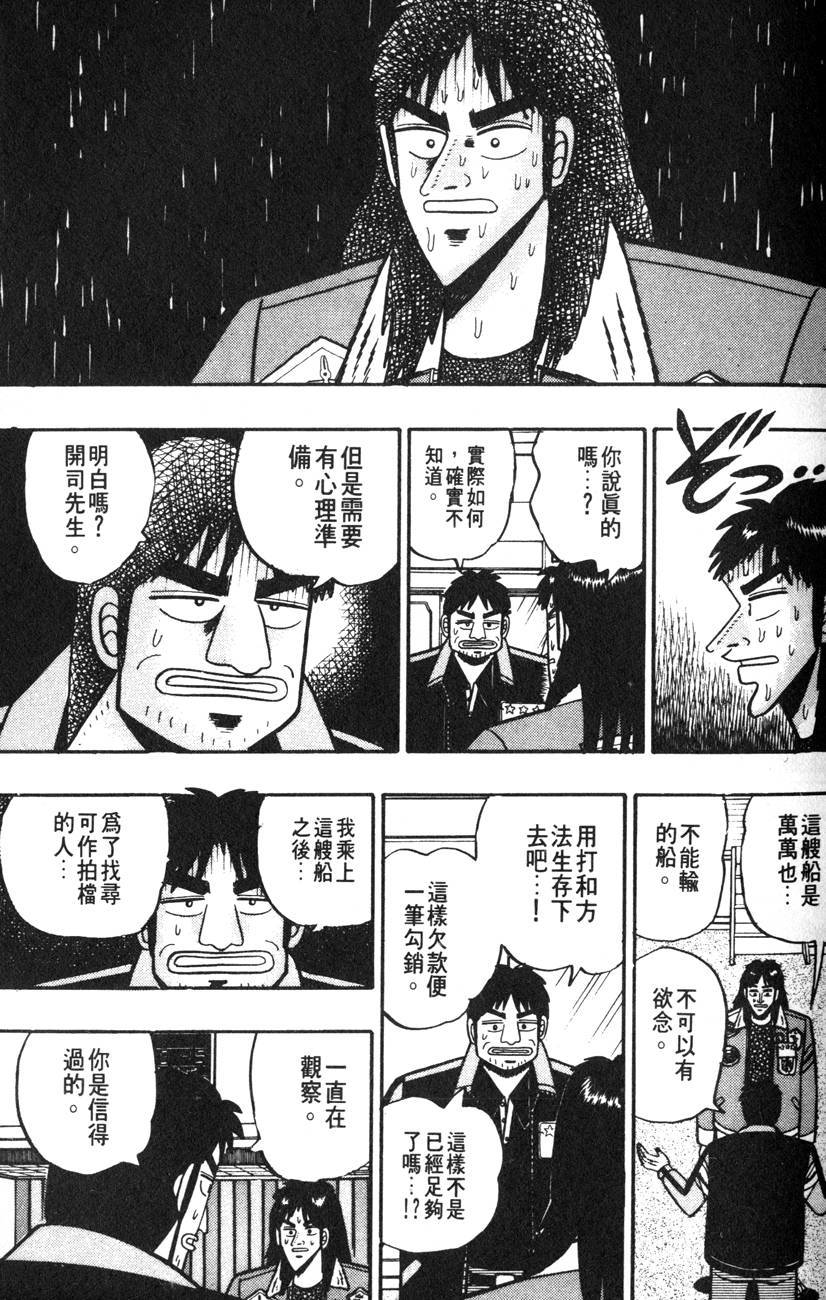 ぞっ…
你說真的
嗎…?
實際如何
，確實不
知道。
但是需要
有心理準
備。
明白嗎?
開司先生。
這艘船是
萬萬也…
不能輸
的船。
不可以有
欲念。
用打和方
法生存下
去吧…!
這樣欠款便
一筆勾銷。
這樣不是
已經足夠
了嗎…!?
我乘上
這艘船
之後…
爲了找尋
可作拍檔
的人…
一直在
觀察。
你是信得
過的。